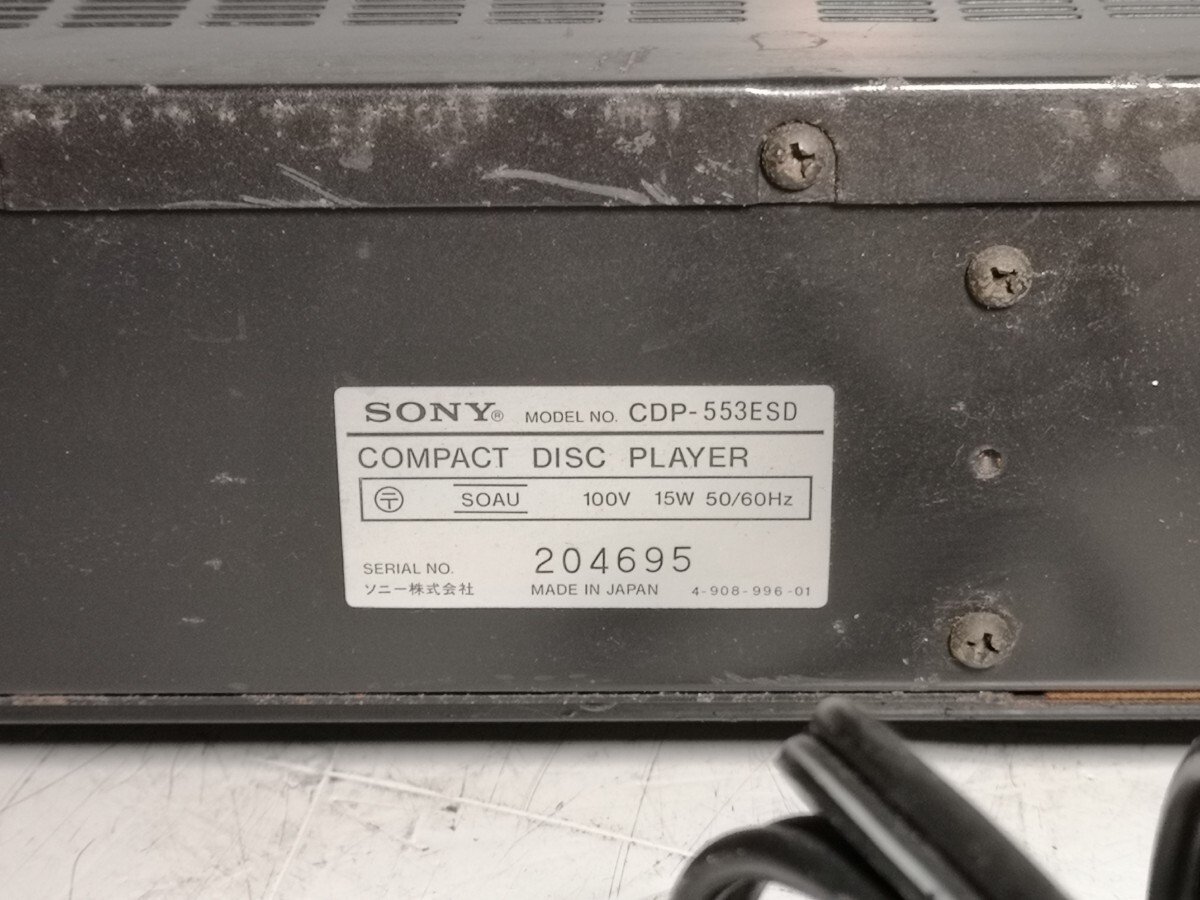 SONY® MODEL NO. CDP-553ESD
COMPACT DISC PLAYER
〒 SOAU 100V 15W 50/60Hz
SERIAL NO. 204695
ソニー株式会社 MADE IN JAPAN 4-908-996-01